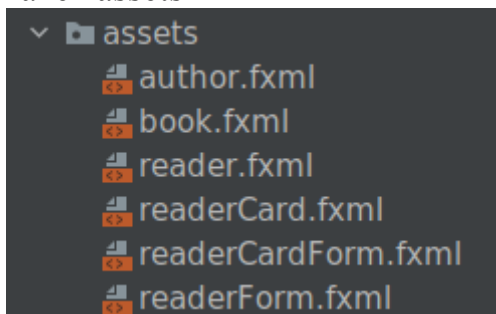 assets
author.fxml
book.fxml
reader.fxml
readerCard.fxml
readerCardForm.fxml
readerForm.fxml